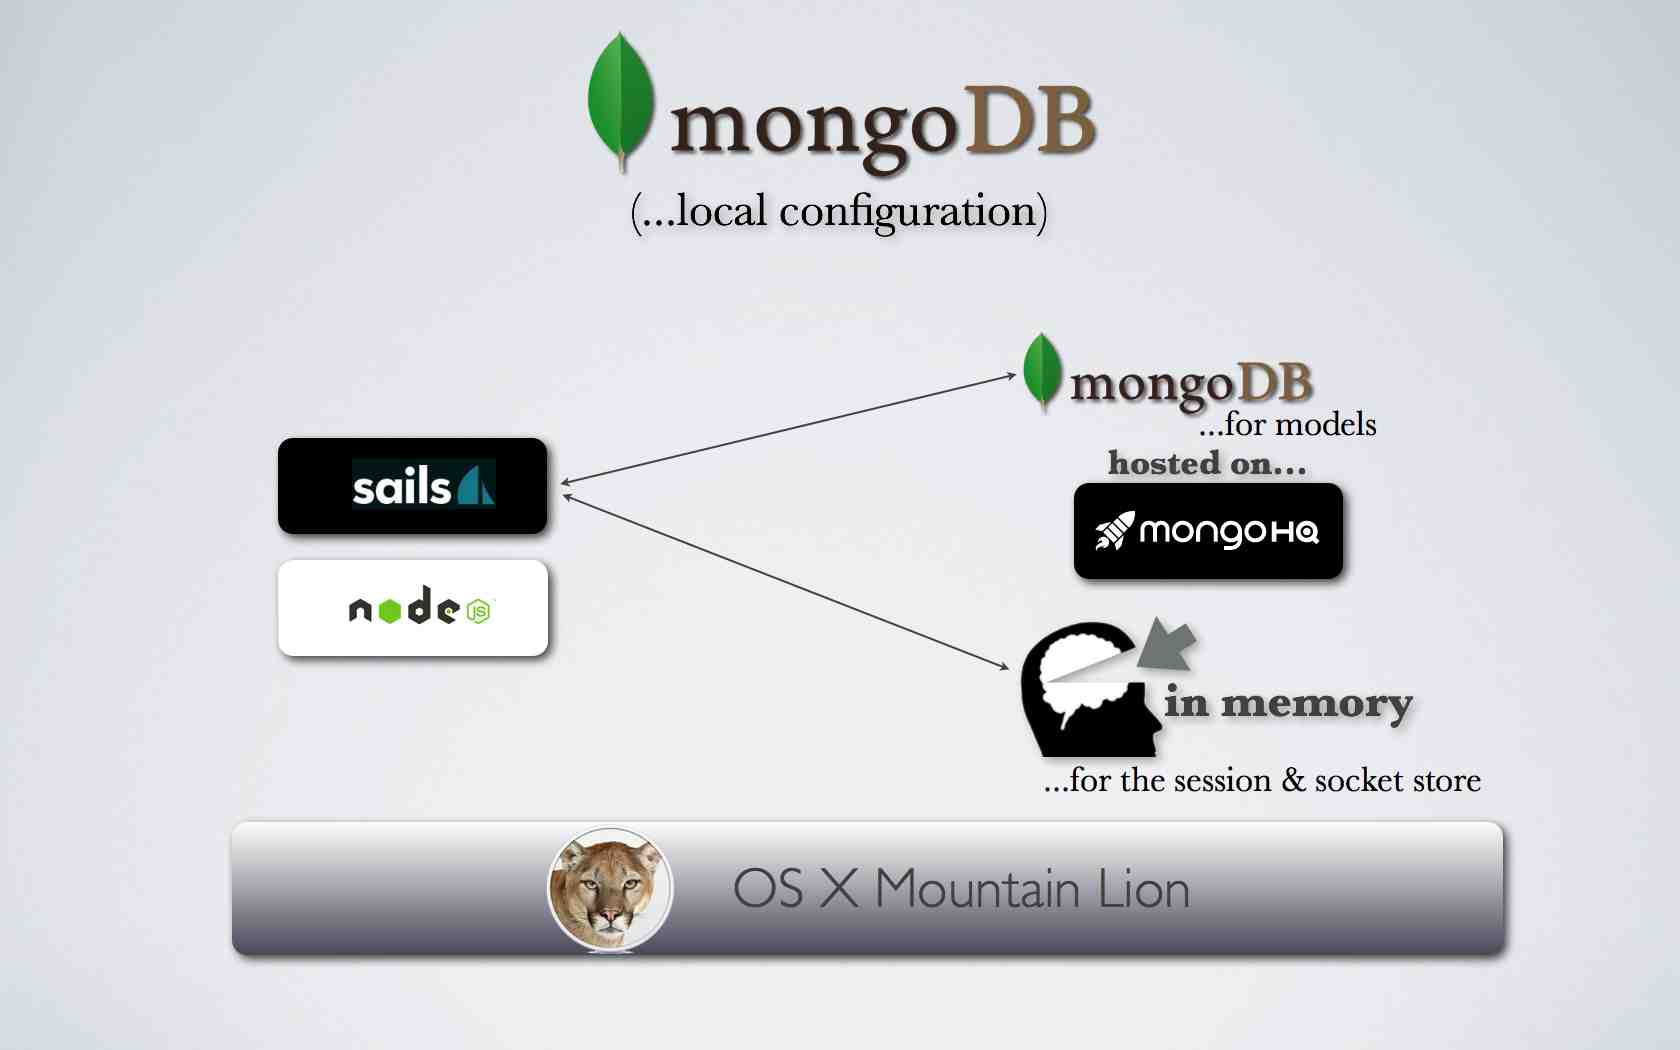 mongoDB
(...local configuration)
mongoDB
...for models
hosted on...
sails
mongoHQ
node JS
in memory
...for the session & socket store
OS X Mountain Lion